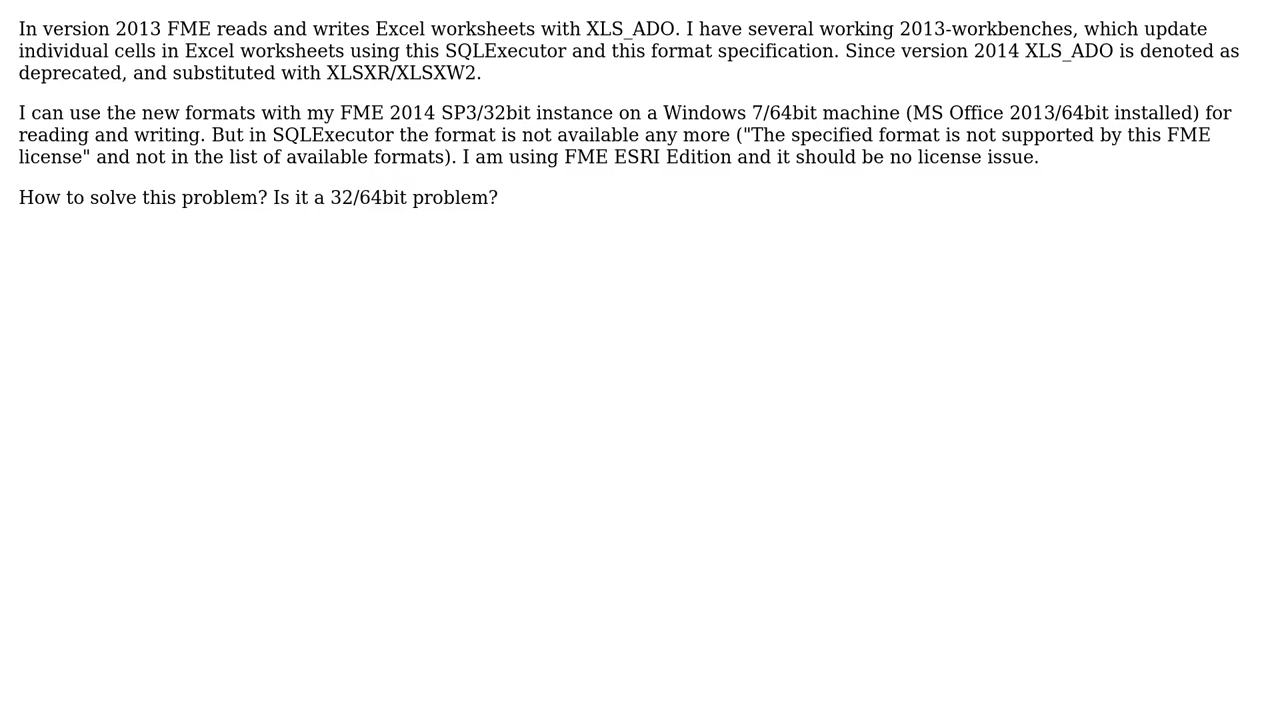 In version 2013 FME reads and writes Excel worksheets with XLS_ADO. I have several working 2013-workbenches, which update
individual cells in Excel worksheets using this SQLExecutor and this format specification. Since version 2014 XLS_ADO is denoted as
deprecated, and substituted with XLSXR/XLSXW2.
I can use the new formats with my FME 2014 SP3/32bit instance on a Windows 7/64bit machine (MS Office 2013/64bit installed) for
reading and writing. But in SQLExecutor the format is not available any more ("The specified format is not supported by this FME
license" and not in the list of available formats). I am using FME ESRI Edition and it should be no license issue.
How to solve this problem? Is it a 32/64bit problem?